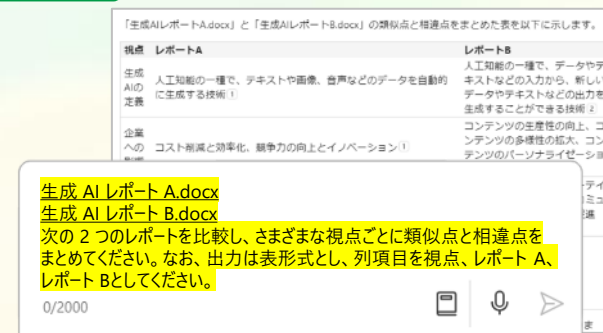 「生成AIレポートA.docx」と「生成AIレポートB.docx」の類似点と相違点をまとめた表を以下に示します。
視点 レポートA レポートB
生成
AIの
定義
人工知能の一種で、テキストや画像、音声などのデータを自動的
に生成する技術 1
人工知能の一種で、データやテ
キストなどの入力から、新しい
データやテキストなどの出力を
生成することができる技術 2
企業
への
コスト削減と効率化、競争力の向上とイノベーション 1
コンテンツの生産性の向上、コ
ンテンツの多様性の拡大、コン
テンツのパーソナライゼーショ
生成 AI レポート A.docx
生成 AI レポート B.docx
次の 2 つのレポートを比較し、さまざまな視点ごとに類似点と相違点を
まとめてください。なお、出力は表形式とし、列項目を視点、レポート A、
レポート Bとしてください。
0/2000
ま